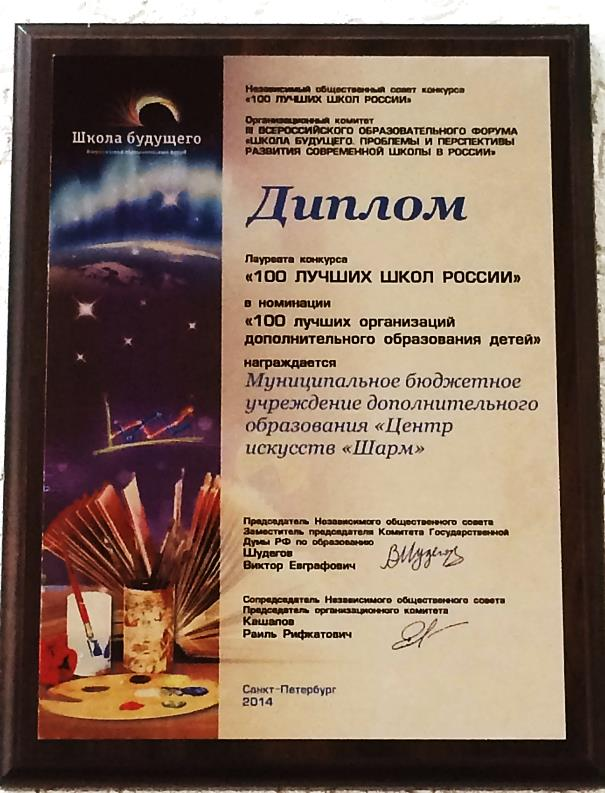 Школа будущего
Независимый общественный совет конкурса
«100 ЛУЧШИХ ШКОЛ РОССИИ»
Организационный комитет
III ВСЕРОССИЙСКОГО ОБРАЗОВАТЕЛЬНОГО ФОРУМА
«ШКОЛА БУДУЩЕГО. ПРОБЛЕМЫ И ПЕРСПЕКТИВЫ
РАЗВИТИЯ СОВРЕМЕННОЙ ШКОЛЫ В РОССИИ»
Диплом
Лауреата конкурса
«100 ЛУЧШИХ ШКОЛ РОССИИ»
в номинации
«100 лучших организаций
дополнительного образования детей»
награждается
Муниципальное бюджетное
учреждение дополнительного
образования «Центр
искусств «Шарм»
Председатель Независимого общественного совета
Заместитель председателя Комитета Государственной
Думы РФ по образованию
Шудегов
Виктор Евграфович
Сопредседатель Независимого общественного совета
Председатель организационного комитета
Кашапов
Раиль Рифкатович
Санкт-Петербург
2014